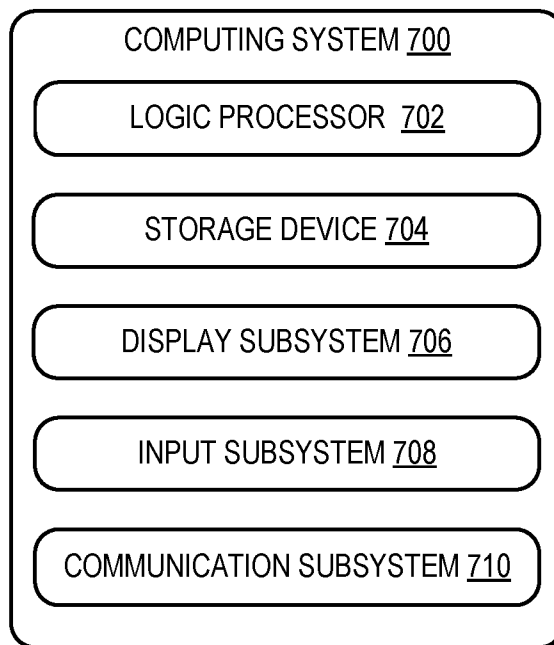 COMPUTING SYSTEM 700
LOGIC PROCESSOR 702
STORAGE DEVICE 704
DISPLAY SUBSYSTEM 706
INPUT SUBSYSTEM 708
COMMUNICATION SUBSYSTEM 710